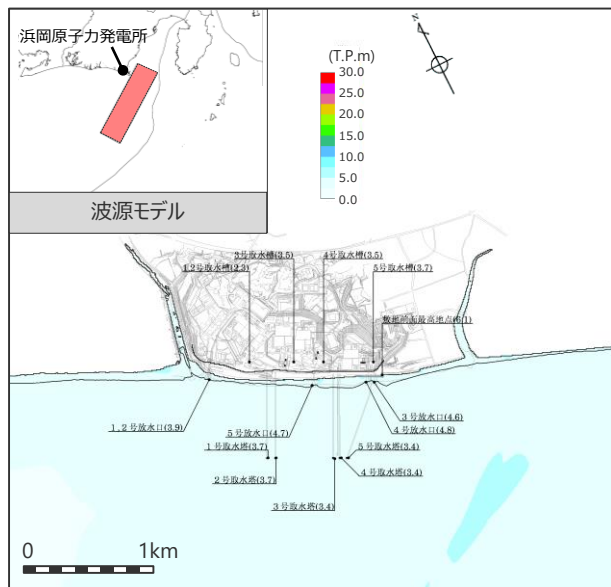 浜岡原子力発電所
波源モデル
(T.P.m)
30.0
25.0
20.0
15.0
10.0
5.0
0.0
3号取水槽(3.5)
4号取水槽(3.5)
1,2号取水槽(2.3)
5号取水槽(3.7)
3号放水口(4.6)
1,2号放水口(3.9)
5号放水口(4.7)
4号放水口(4.8)
1号取水塔(3.7)
5号取水塔(3.4)
2号取水塔(3.7)
4号取水塔(3.4)
3号取水塔(3.4)
0 1km